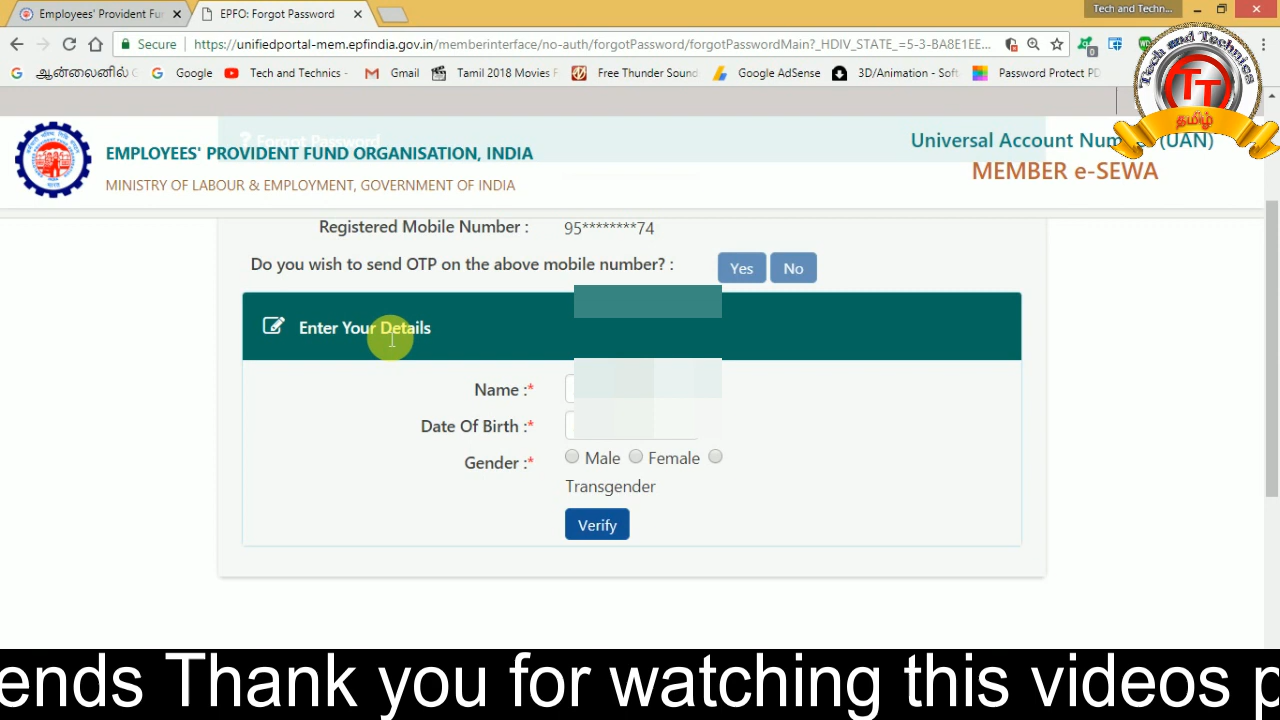 Employees' Provident Fu
EPFO: Forgot Password
Tech and Techn...
Secure
https://unifiedportal-mem.epfindia.gov.in/memberinterface/no-auth/forgotPassword/forgotPasswordMain?_HDIV_STATE_=5-3-BA8E1EE...
ஆன்லைனில்
Google
Tech and Technics -
Gmail
Tamil 2018 Movies F
Free Thunder Sound
Google AdSense
3D/Animation - Soft
Password Protect PD
Tech and Technics
TT
தமிழ்
? Forgot Password
EMPLOYEES' PROVIDENT FUND ORGANISATION, INDIA
MINISTRY OF LABOUR & EMPLOYMENT, GOVERNMENT OF INDIA
Universal Account Num (UAN)
MEMBER e-SEWA
Registered Mobile Number :
95********74
Do you wish to send OTP on the above mobile number? :
Yes
No
Enter Your Details
Name :*
Date Of Birth :*
Gender :*
Male
Female
Transgender
Verify
ends Thank you for watching this videos p